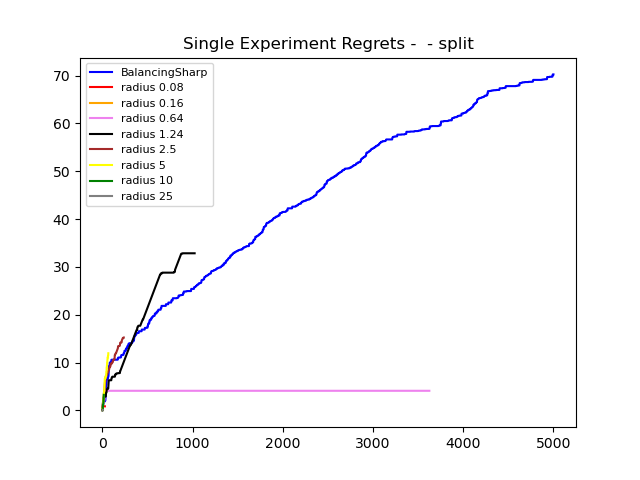 Single Experiment Regrets -  - split
BalancingSharp
radius 0.08
radius 0.16
radius 0.64
radius 1.24
radius 2.5
radius 5
radius 10
radius 25
70
60
50
40
30
20
10
0
0 1000 2000 3000 4000 5000